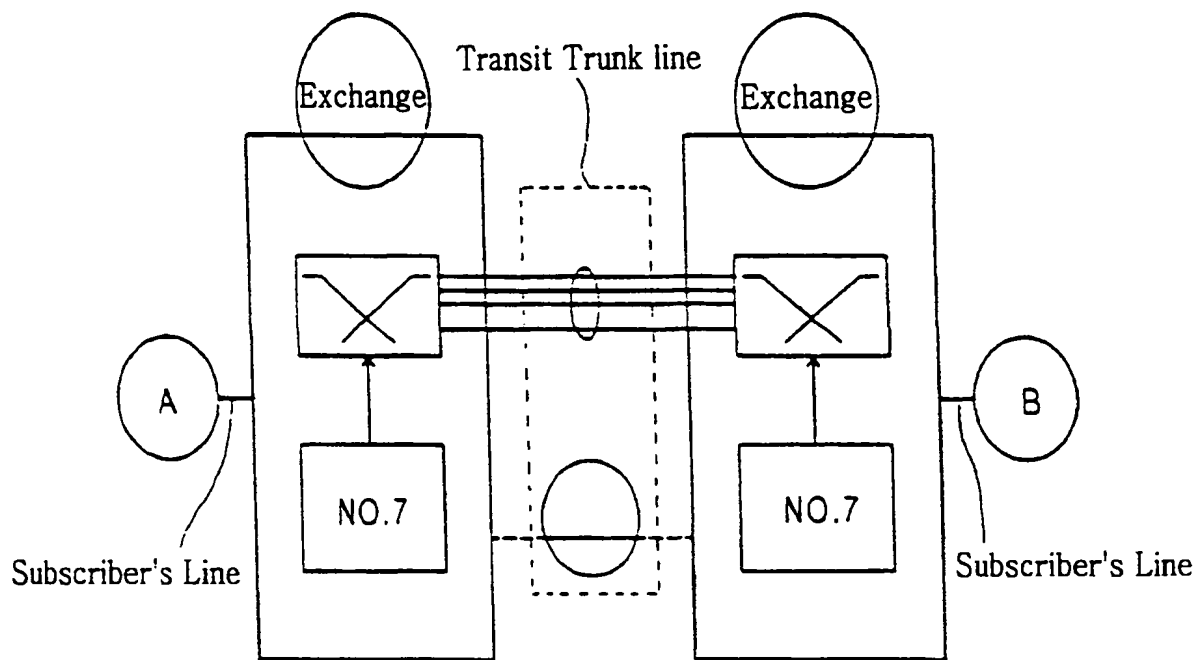 Transit Trunk line
Exchange
Exchange
A
B
NO.7
NO.7
Subscriber's Line
Subscriber's Line